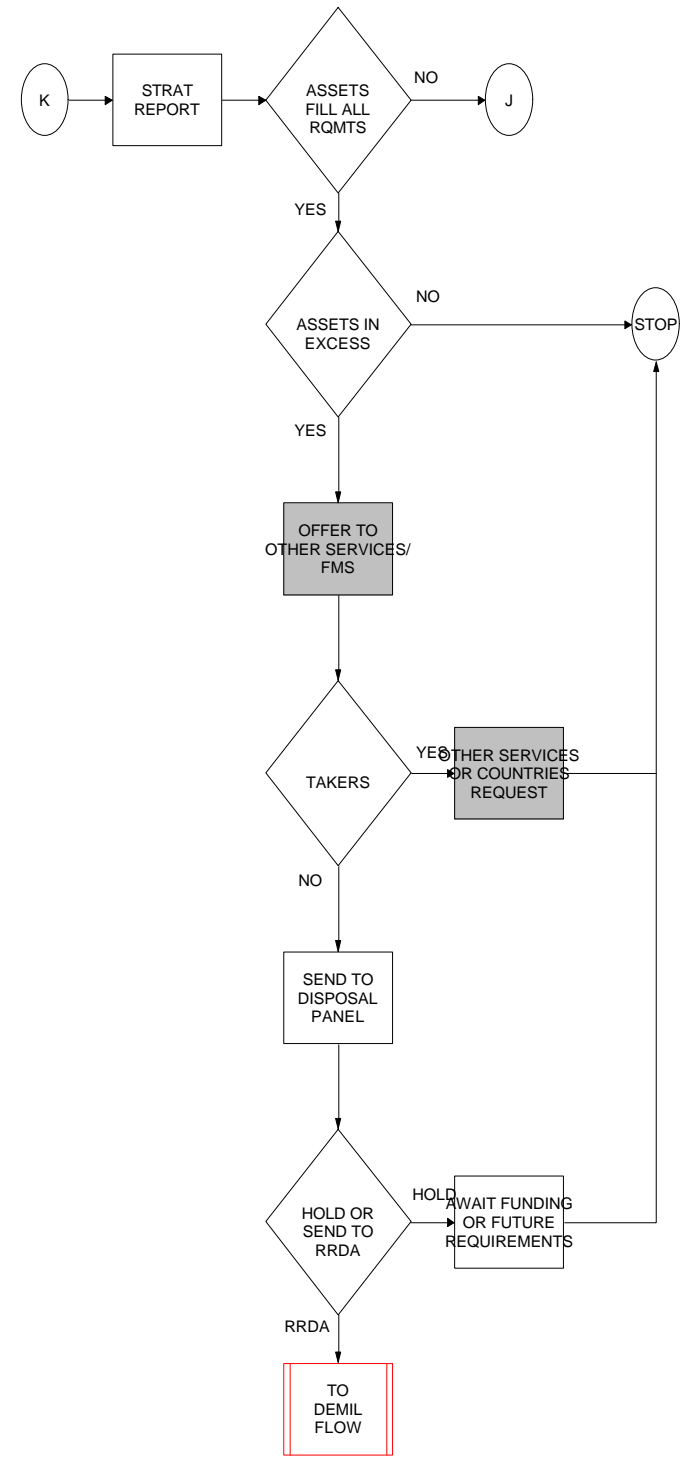 K
STRAT
REPORT
ASSETS
FILL ALL
RQMTS
NO
J
YES
ASSETS IN
EXCESS
NO
STOP
YES
OFFER TO
OTHER SERVICES/
FMS
TAKERS
YES
OTHER SERVICES
OR COUNTRIES
REQUEST
NO
SEND TO
DISPOSAL
PANEL
HOLD OR
SEND TO
RRDA
HOLD
AWAIT FUNDING
OR FUTURE
REQUIREMENTS
RRDA
TO
DEMIL
FLOW